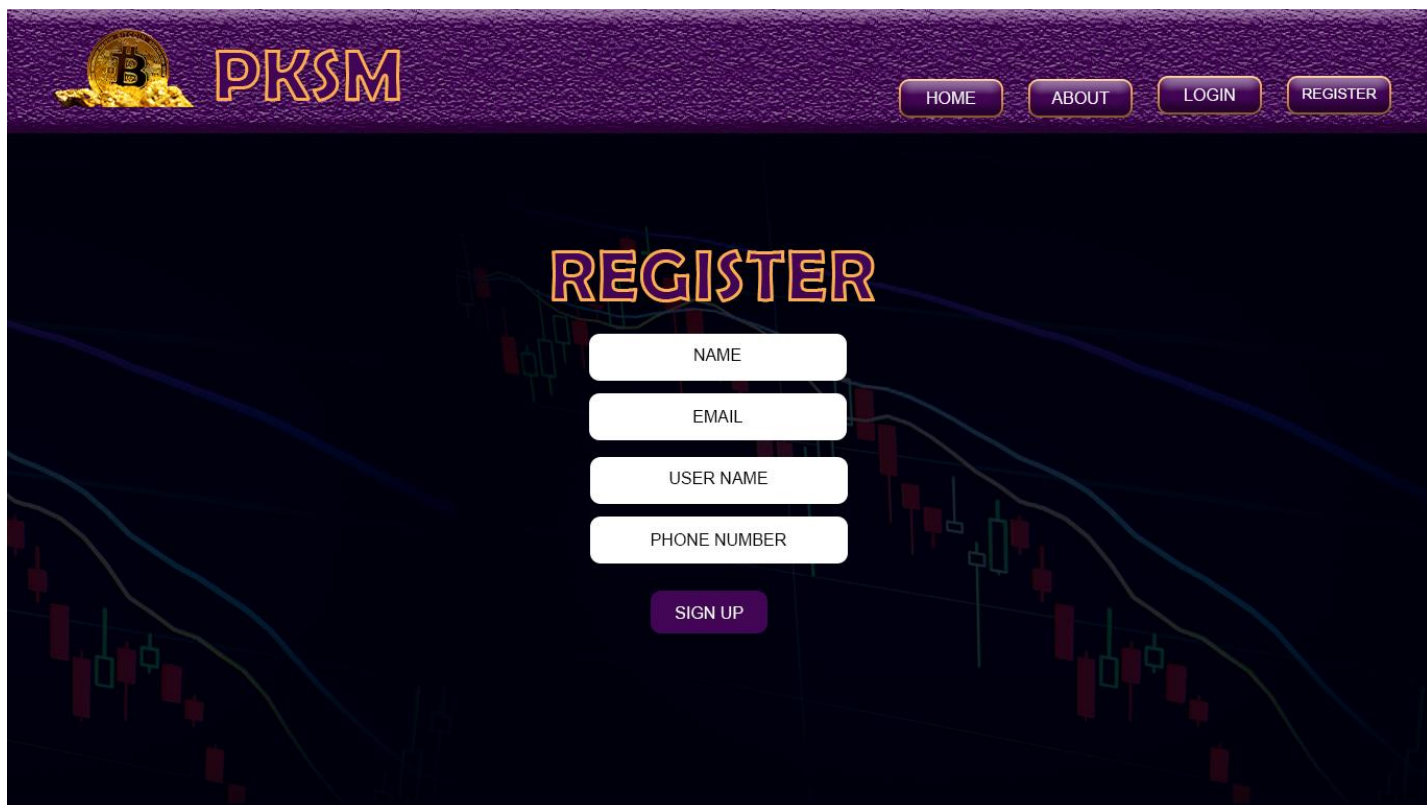 PKSM
HOME ABOUT LOGIN REGISTER
REGISTER
NAME
EMAIL
USER NAME
PHONE NUMBER
SIGN UP